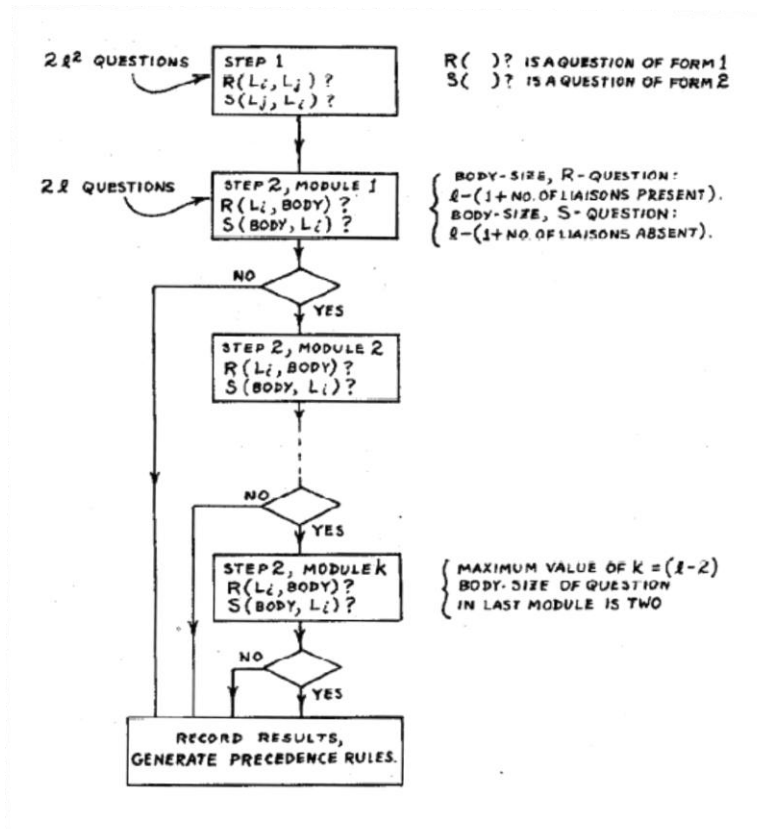 2ℓ² QUESTIONS
STEP 1
R(Li, Lj)?
S(Lj, Li)?
R( )? IS A QUESTION OF FORM 1
S( )? IS A QUESTION OF FORM 2
2ℓ QUESTIONS
STEP 2, MODULE 1
R(Li, BODY)?
S(BODY, Li)?
BODY-SIZE, R-QUESTION:
ℓ-(1+NO. OF LIAISONS PRESENT).
BODY-SIZE, S-QUESTION:
ℓ-(1+NO. OF LIAISONS ABSENT).
NO
YES
STEP 2, MODULE 2
R(Li, BODY)?
S(BODY, Li)?
NO
YES
STEP 2, MODULE k
R(Li, BODY)?
S(BODY, Li)?
MAXIMUM VALUE OF k = (ℓ-2)
BODY-SIZE OF QUESTION
IN LAST MODULE IS TWO
NO
YES
RECORD RESULTS,
GENERATE PRECEDENCE RULES.